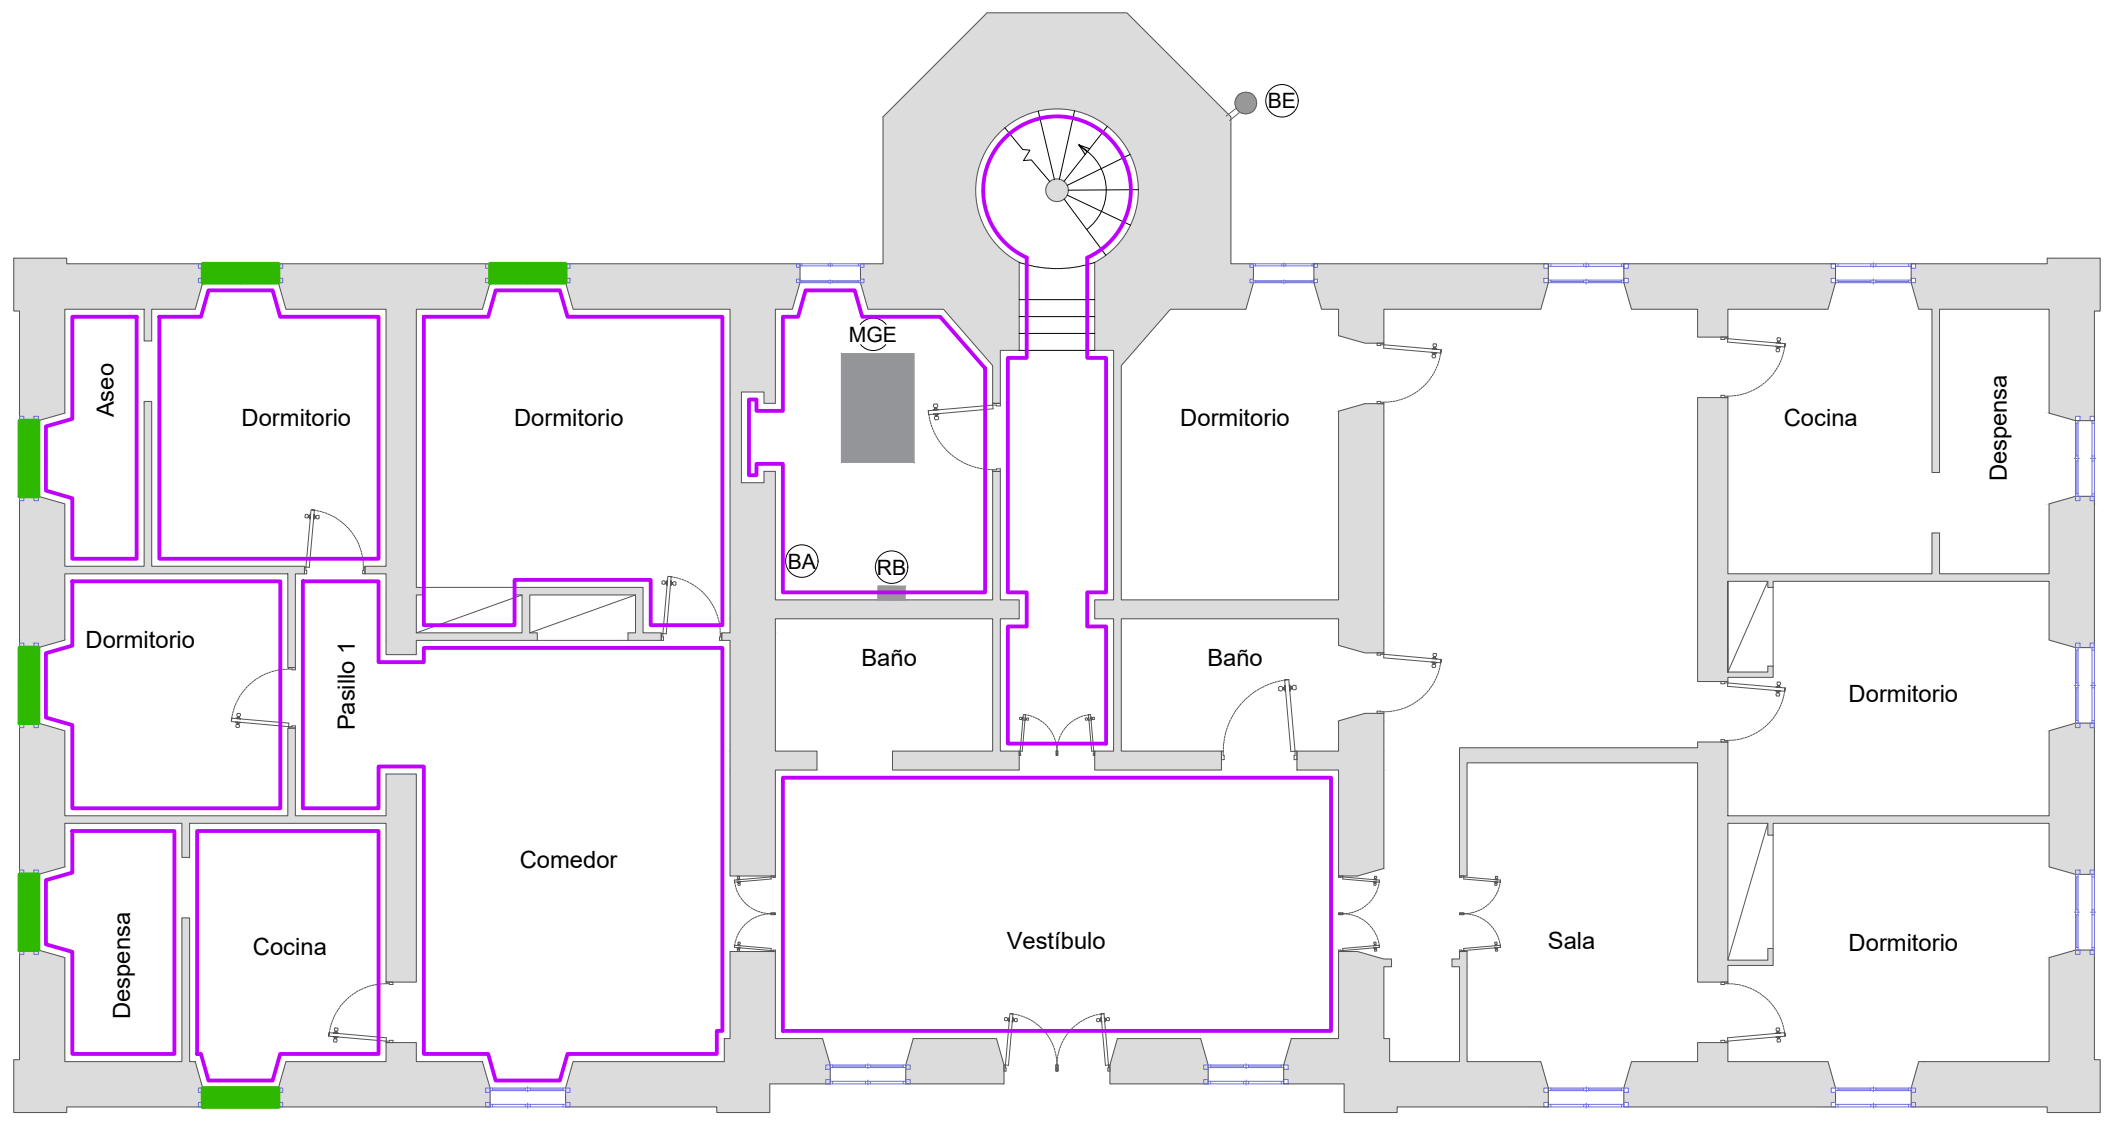 BE
MGE
Aseo
Dormitorio
Dormitorio
Dormitorio
Cocina
Despensa
BA
RB
Dormitorio
Pasillo 1
Baño
Baño
Dormitorio
Comedor
Despensa
Cocina
Vestíbulo
Sala
Dormitorio